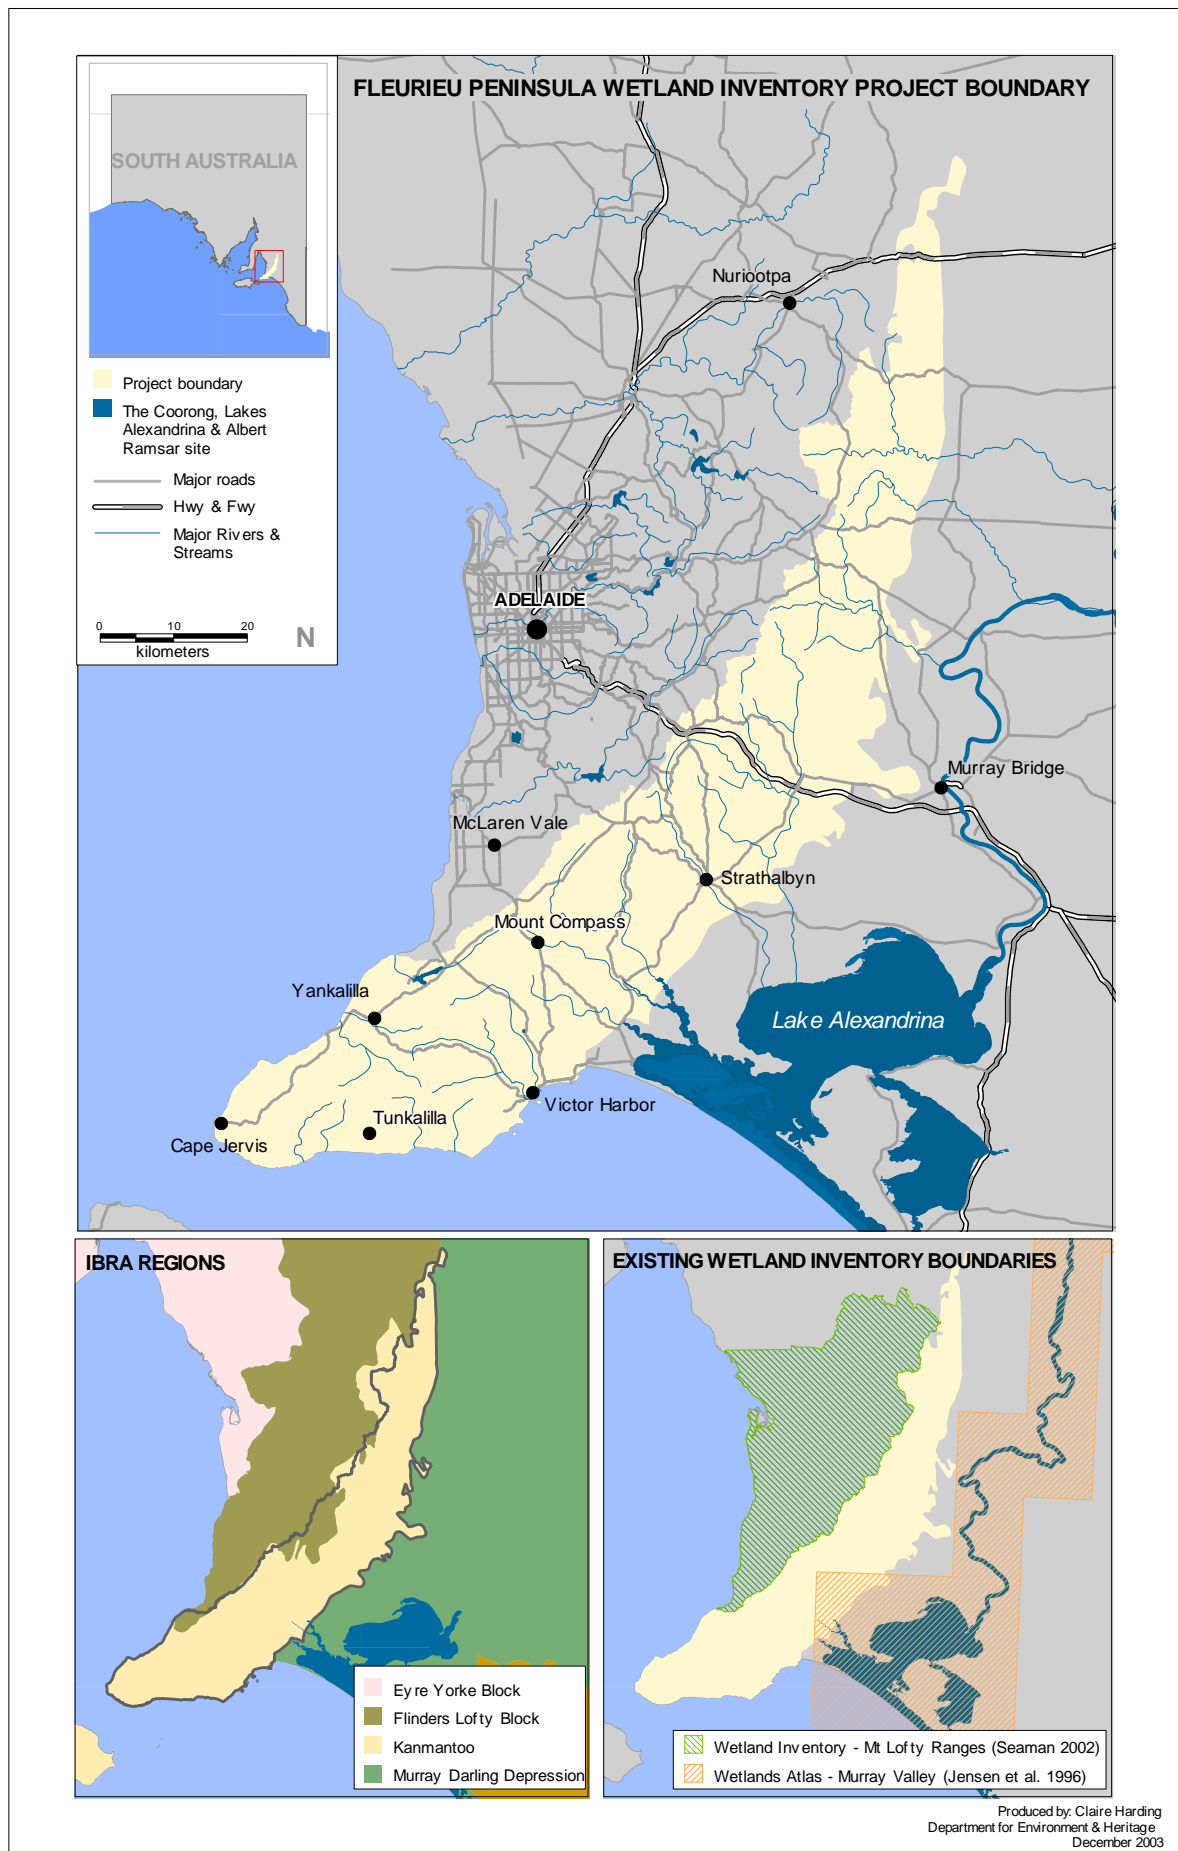 FLEURIEU PENINSULA WETLAND INVENTORY PROJECT BOUNDARY
SOUTH AUSTRALIA
Project boundary
The Coorong, Lakes
Alexandrina & Albert
Ramsar site
Major roads
Hwy & Fwy
Major Rivers &
Streams
0 10 20
kilometers
N
Nuriootpa
ADELAIDE
Murray Bridge
McLaren Vale
Strathalbyn
Mount Compass
Yankalilla
Lake Alexandrina
Victor Harbor
Tunkalilla
Cape Jervis
IBRA REGIONS
Eyre Yorke Block
Flinders Lofty Block
Kanmantoo
Murray Darling Depression
EXISTING WETLAND INVENTORY BOUNDARIES
Wetland Inventory - Mt Lofty Ranges (Seaman 2002)
Wetlands Atlas - Murray Valley (Jensen et al. 1996)
Produced by: Claire Harding
Department for Environment & Heritage
December 2003